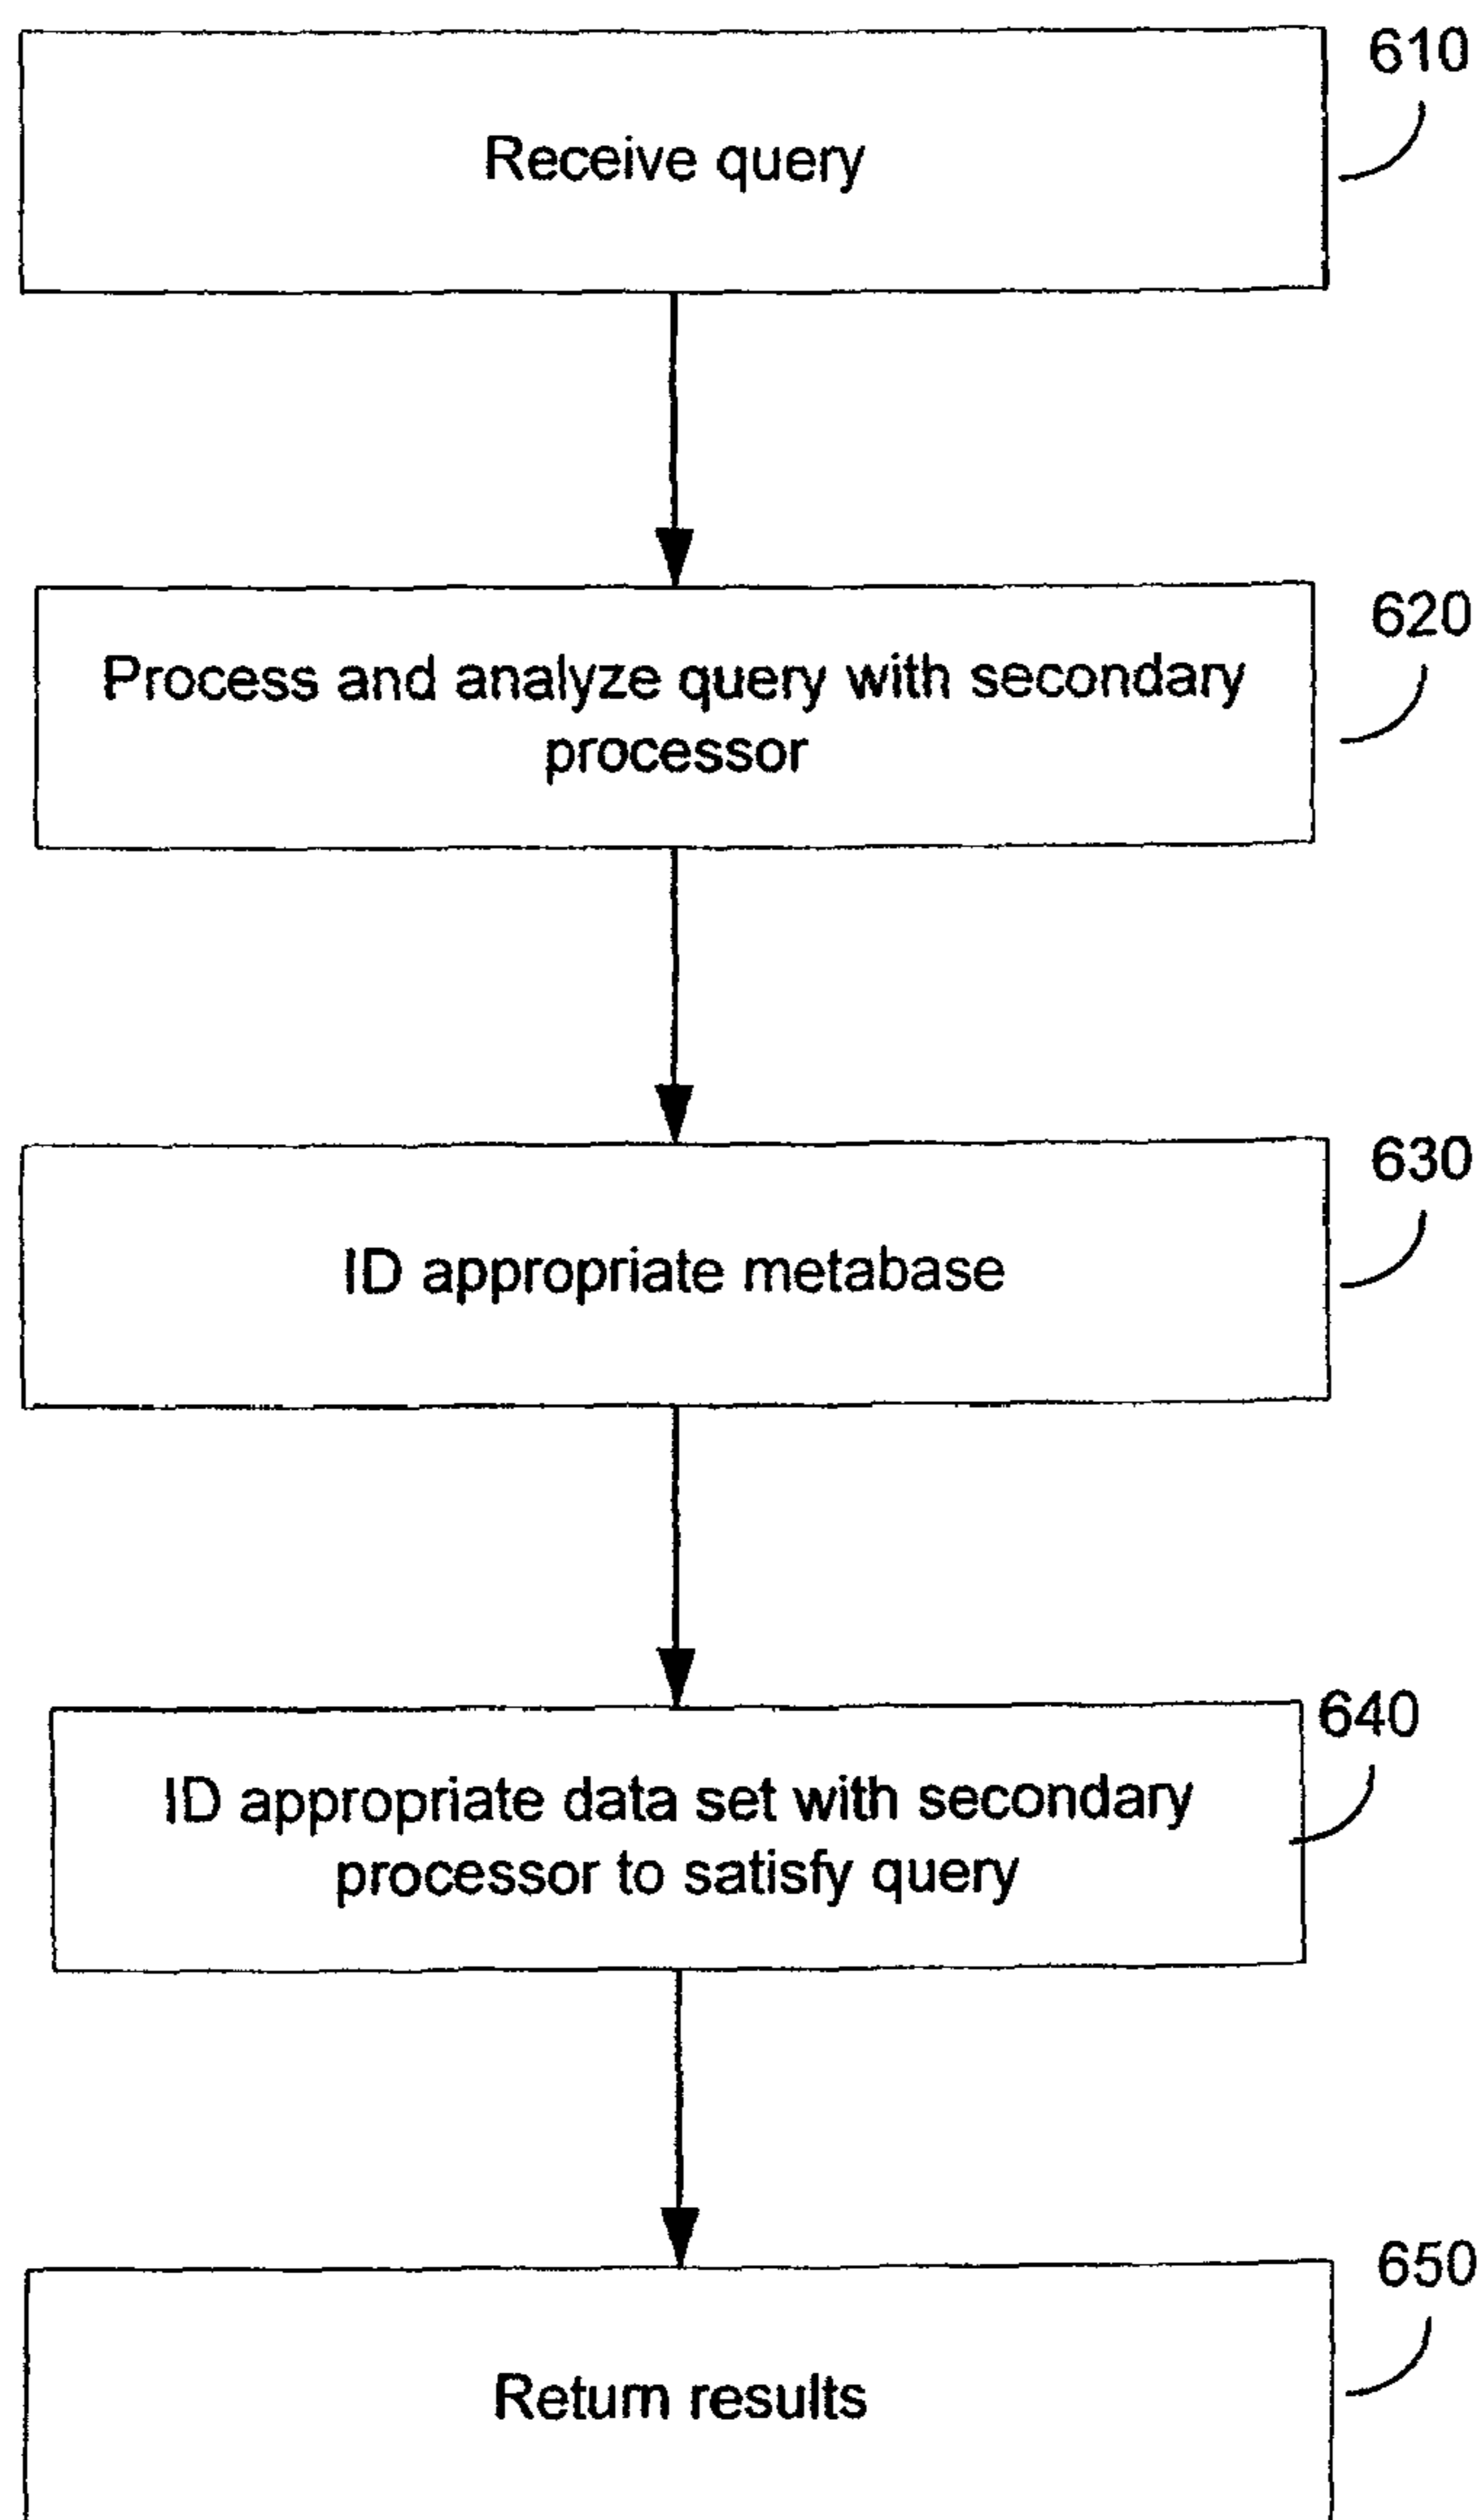 610
Receive query
620
Process and analyze query with secondary
processor
630
ID appropriate metabase
640
ID appropriate data set with secondary
processor to satisfy query
650
Return results